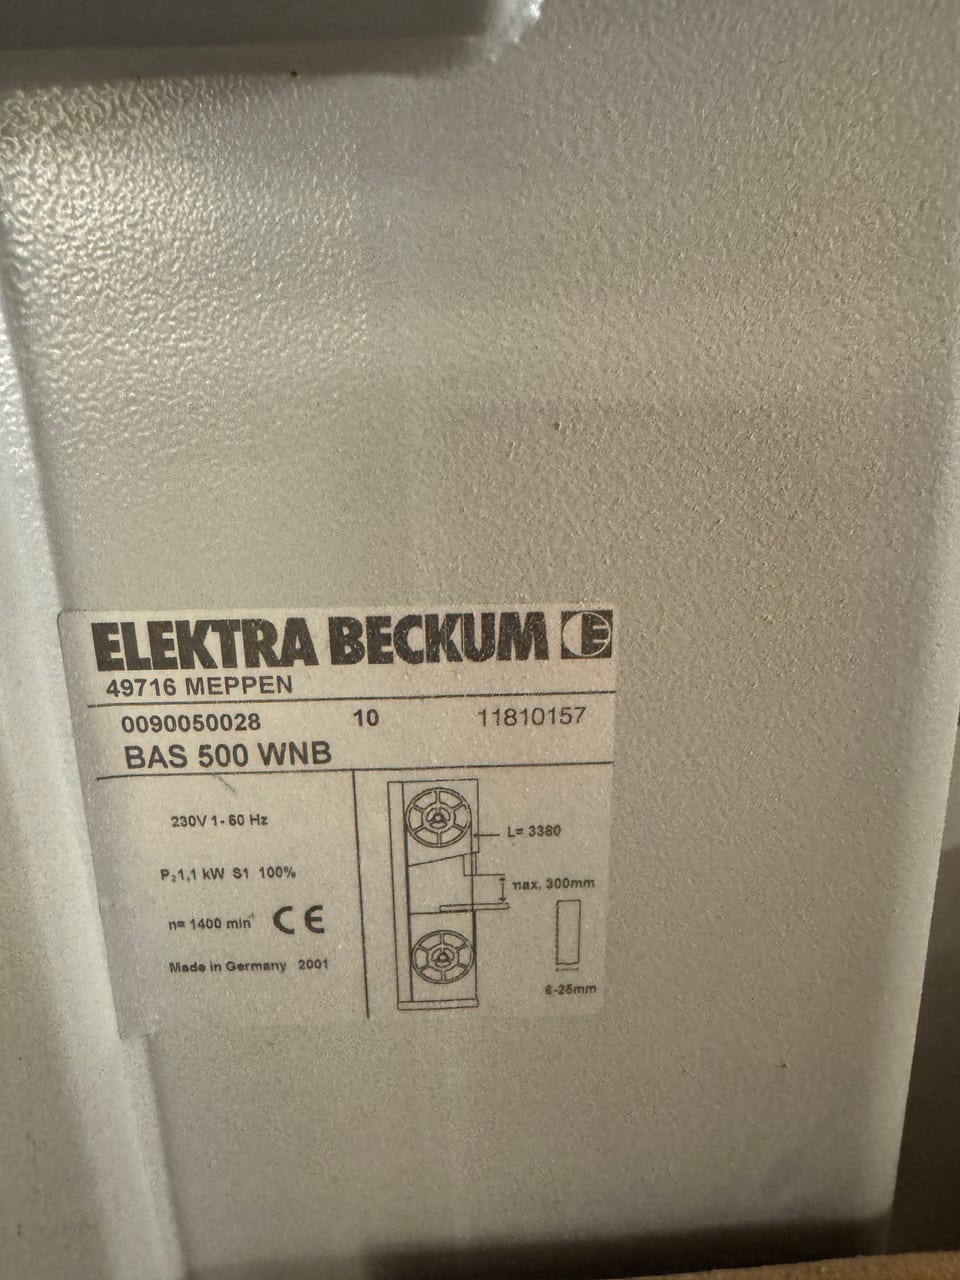 ELEKTRA BECKUM E
49716 MEPPEN
0090050028 10 11810157
BAS 500 WNB
230V 1- 60 Hz
P₂1,1 kW S1 100%
n= 1400 min⁻¹ CE
Made in Germany 2001
L= 3380
max. 300mm
6-25mm